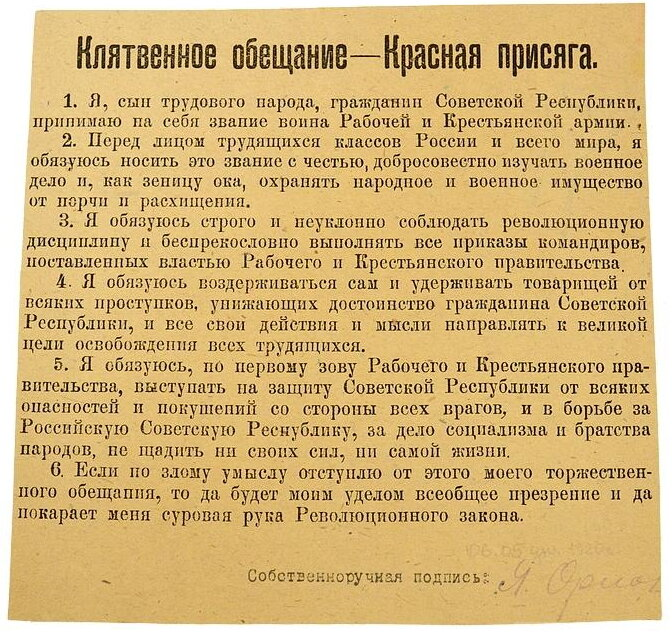 Клятвенное обещание—Красная присяга.
1. Я, сын трудового народа, гражданин Советской Республики,
принимаю на себя звание воина Рабочей и Крестьянской армии.
2. Перед лицом трудящихся классов России и всего мира, я
обязуюсь носить это звание с честью, добросовестно изучать военное
дело и, как зеницу ока, охранять народное и военное имущество
от порчи и расхищения.
3. Я обязуюсь строго и неуклонно соблюдать революционную
дисциплину и беспрекословно выполнять все приказы командиров,
поставленных властью Рабочего и Крестьянского правительства.
4. Я обязуюсь воздерживаться сам и удерживать товарищей от
всяких проступков, унижающих достоинство гражданина Советской
Республики, и все свои действия и мысли направлять к великой
цели освобождения всех трудящихся.
5. Я обязуюсь, по первому зову Рабочего и Крестьянского пра-
вительства, выступать на защиту Советской Республики от всяких
опасностей и покушений со стороны всех врагов, и в борьбе за
Российскую Советскую Республику, за дело социализма и братства
народов, не щадить ни своих сил, ни самой жизни.
6. Если по злому умыслу отступлю от этого моего торжествен-
ного обещания, то да будет моим уделом всеобщее презрение и да
покарает меня суровая рука Революционного закона.
Собственноручная подпись: